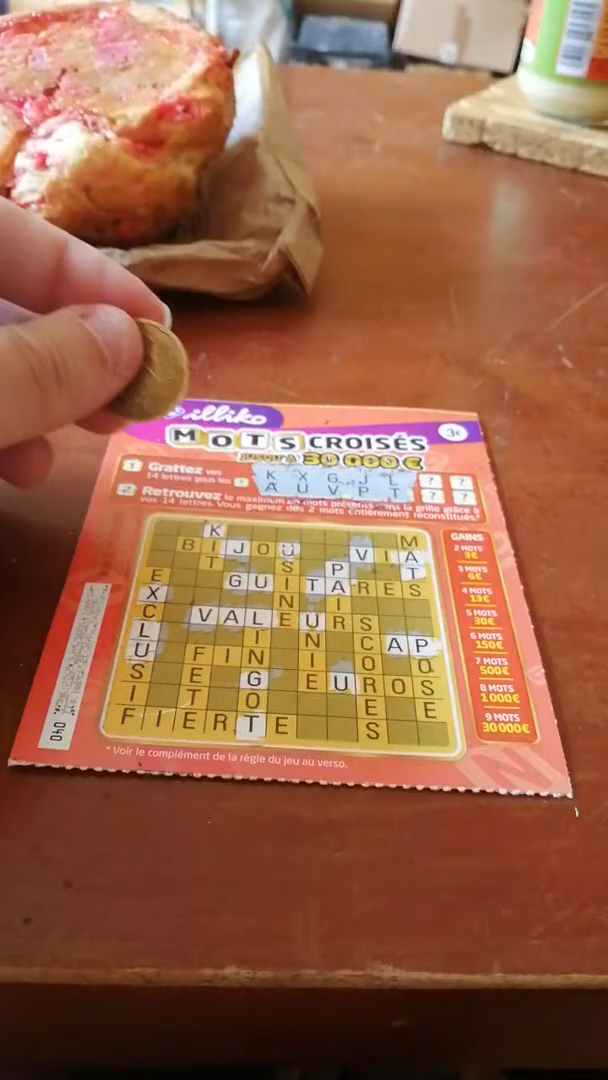 illiko
MOTS CROISÉS
3€
JUSQU'À 30 000 €
1 Grattez vos
14 lettres puis les ?
K X G J L ? ?
A U V P T ? ?
2 Retrouvez le maximum de mots présents dans la grille grâce à
vos 14 lettres. Vous gagnez dès 2 mots entièrement reconstitués.
K M
B I J O U V I A
T S P T
E G U I T A R E S
X N I
C V A L E U R S
L I N C A P
U F I N I O O
S E G E U R O S
I T O E E
F I E R T E S
GAINS
2 MOTS
3€
3 MOTS
6€
4 MOTS
13€
5 MOTS
30€
6 MOTS
150€
7 MOTS
500€
8 MOTS
1 000€
9 MOTS
30 000€
040
* Voir le complément de la règle du jeu au verso.